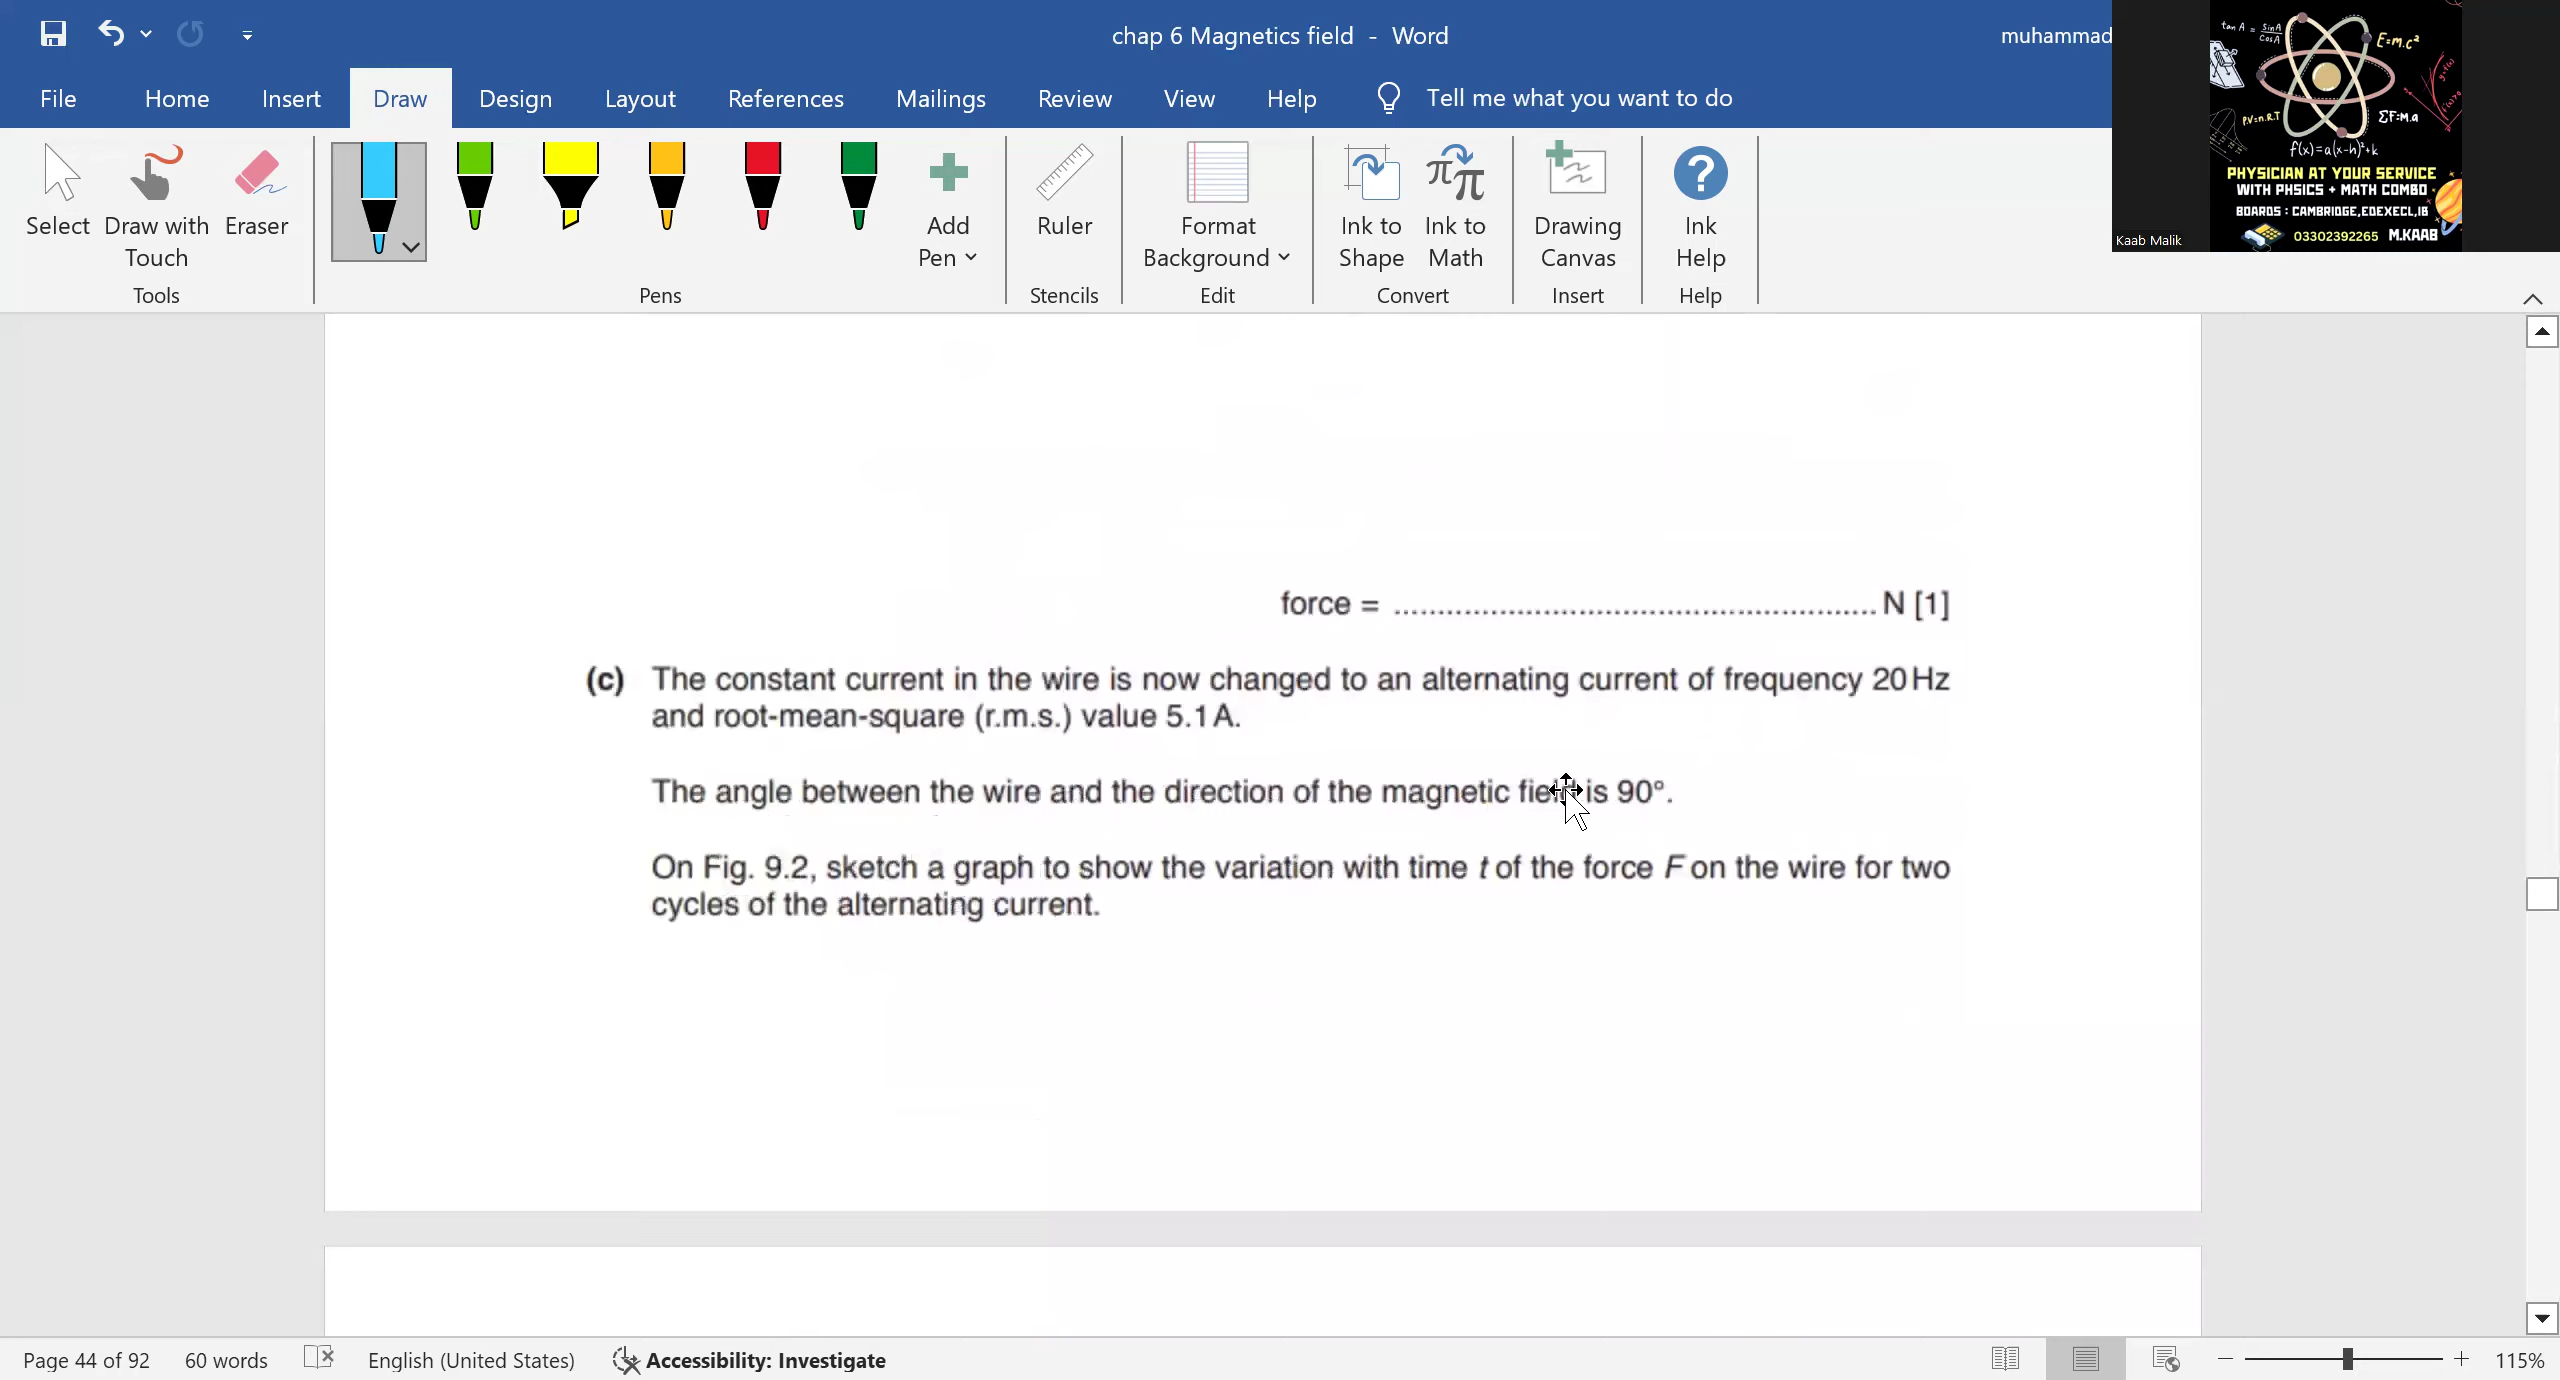 chap 6 Magnetics field - Word
muhammad
File Home Insert Draw Design Layout References Mailings Review View Help Tell me what you want to do
Select Draw with Touch Eraser
Tools
Pens
Add Pen
Ruler
Stencils
Format Background
Edit
Ink to Shape Ink to Math
Convert
Drawing Canvas
Insert
Ink Help
Help
tan A = sinA/CosA
E=m.c²
P.V=n.R.T
ΣF=M.a
f(x)=a(x-h)²+k
PHYSICIAN AT YOUR SERVICE
WITH PHSICS + MATH COMBO
BOARDS : CAMBRIDGE,EDEXECL,IB
03302392265 M.KAAB
Kaab Malik
force = ........................................................ N [1]
(c) The constant current in the wire is now changed to an alternating current of frequency 20 Hz
and root-mean-square (r.m.s.) value 5.1 A.
The angle between the wire and the direction of the magnetic field is 90°.
On Fig. 9.2, sketch a graph to show the variation with time t of the force F on the wire for two
cycles of the alternating current.
Page 44 of 92 60 words English (United States) Accessibility: Investigate 115%